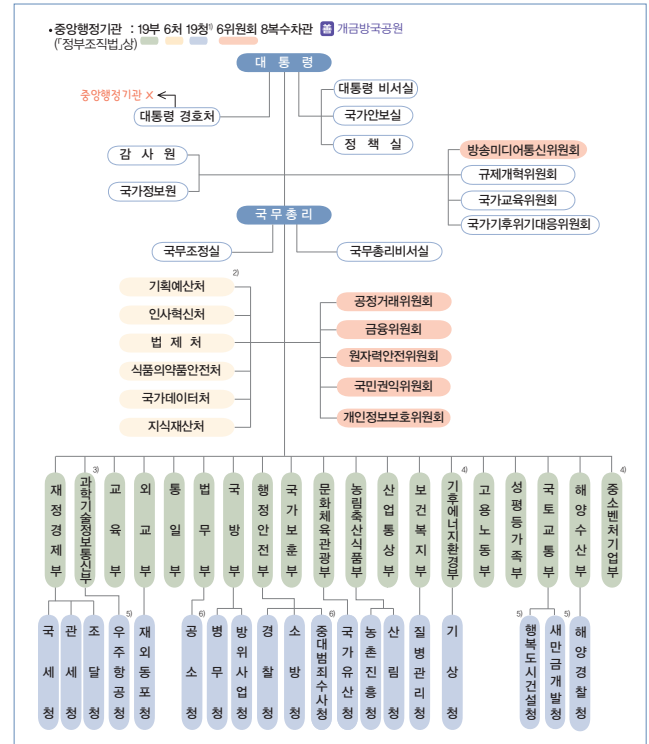 • 중앙행정기관 : 19부 6처 19청¹⁾ 6위원회 8복수차관 善 개금방국공원
(「정부조직법」상)
대 통 령
대통령 비서실
중앙행정기관 X
대통령 경호처
국가안보실
정 책 실
감 사 원
방송미디어통신위원회
규제개혁위원회
국가정보원
국가교육위원회
국무총리
국가기후위기대응위원회
국무조정실
국무총리비서실
기획예산처 2)
인사혁신처
법 제 처
식품의약품안전처
국가데이터처
지식재산처
공정거래위원회
금융위원회
원자력안전위원회
국민권익위원회
개인정보보호위원회
재정경제부
과학기술정보통신부 3)
교육부
외교부
통일부
법무부
국방부
행정안전부
국가보훈부
문화체육관광부
농림축산식품부
산업통상부
보건복지부
기후에너지환경부 4)
고용노동부
성평등가족부
국토교통부
해양수산부
중소벤처기업부 4)
국세청
관세청
조달청
우주항공청 5)
재외동포청
공소청 6)
병무청
방위사업청
경찰청
소방청
중대범죄수사청 6)
국가유산청
농촌진흥청
산림청
질병관리청
기상청
행복도시건설청 5)
새만금개발청 5)
해양경찰청 5)